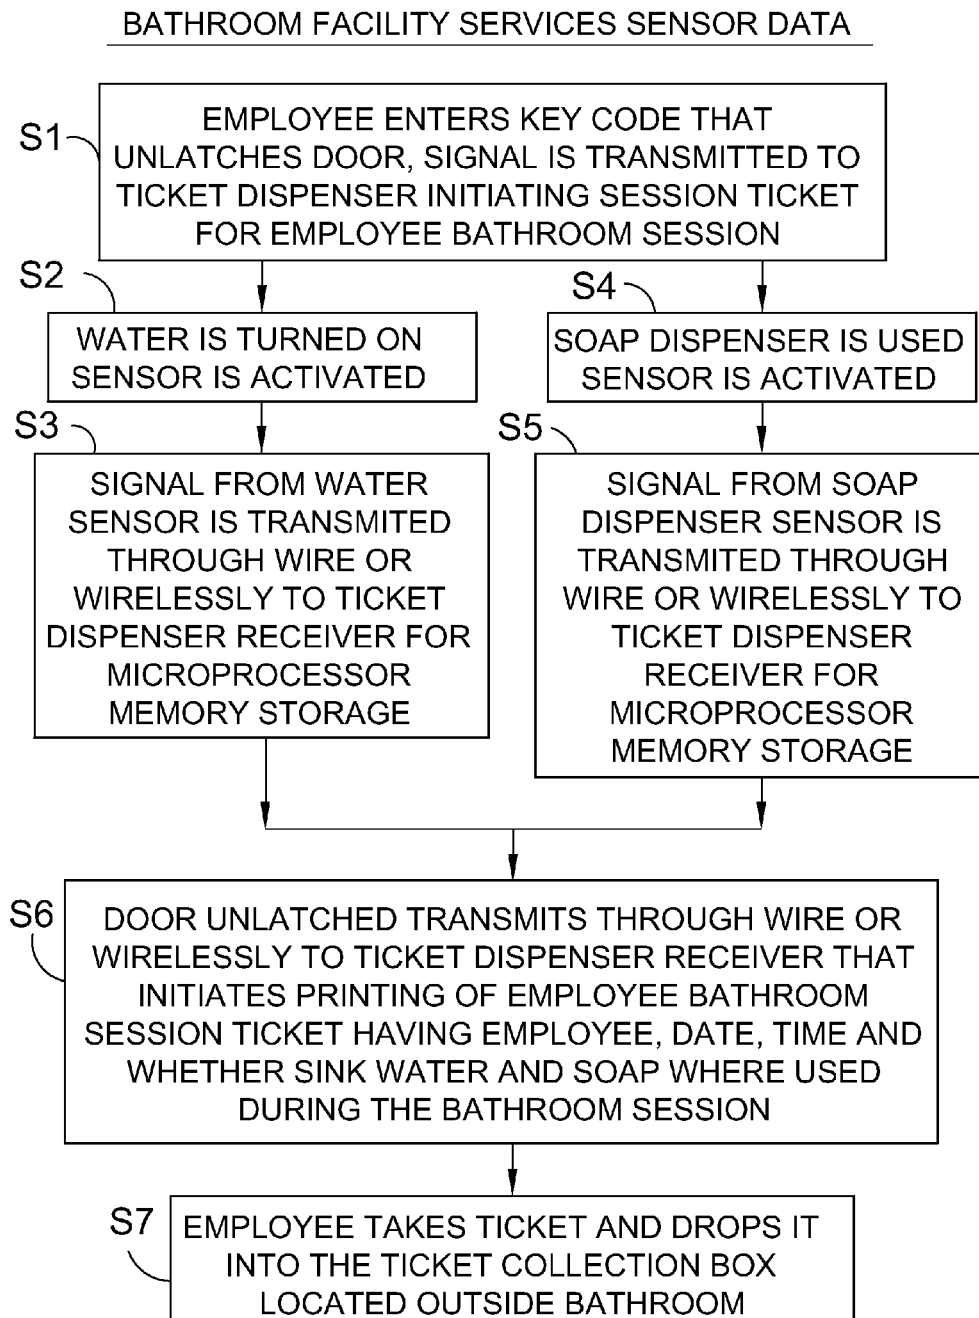 BATHROOM FACILITY SERVICES SENSOR DATA
S1
EMPLOYEE ENTERS KEY CODE THAT
UNLATCHES DOOR, SIGNAL IS TRANSMITTED TO
TICKET DISPENSER INITIATING SESSION TICKET
FOR EMPLOYEE BATHROOM SESSION
S2
WATER IS TURNED ON
SENSOR IS ACTIVATED
S3
SIGNAL FROM WATER
SENSOR IS TRANSMITED
THROUGH WIRE OR
WIRELESSLY TO TICKET
DISPENSER RECEIVER FOR
MICROPROCESSOR
MEMORY STORAGE
S4
SOAP DISPENSER IS USED
SENSOR IS ACTIVATED
S5
SIGNAL FROM SOAP
DISPENSER SENSOR IS
TRANSMITED THROUGH
WIRE OR WIRELESSLY TO
TICKET DISPENSER
RECEIVER FOR
MICROPROCESSOR
MEMORY STORAGE
S6
DOOR UNLATCHED TRANSMITS THROUGH WIRE OR
WIRELESSLY TO TICKET DISPENSER RECEIVER THAT
INITIATES PRINTING OF EMPLOYEE BATHROOM
SESSION TICKET HAVING EMPLOYEE, DATE, TIME AND
WHETHER SINK WATER AND SOAP WHERE USED
DURING THE BATHROOM SESSION
S7
EMPLOYEE TAKES TICKET AND DROPS IT
INTO THE TICKET COLLECTION BOX
LOCATED OUTSIDE BATHROOM